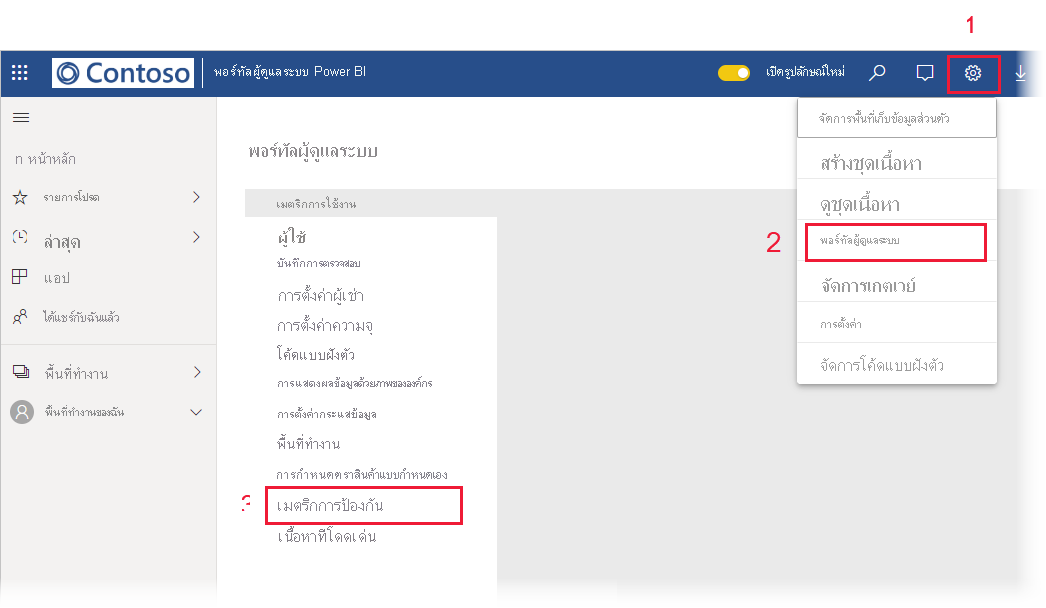 1
Contoso
พอร์ทัลผู้ดูแลระบบ Power BI
เปิดรูปลักษณ์ใหม่
n หน้าหลัก
รายการโปรด
ล่าสุด
แอป
ได้แชร์กับฉันแล้ว
พื้นที่ทำงาน
พื้นที่ทำงานของฉัน
พอร์ทัลผู้ดูแลระบบ
เมตริกการใช้งาน
ผู้ใช้
บันทึกการตรวจสอบ
การตั้งค่าผู้เช่า
การตั้งค่าความจุ
โค้ดแบบฝังตัว
การแสดงผลข้อมูลด้วยภาพขององค์กร
การตั้งค่ากระแสข้อมูล
พื้นที่ทำงาน
การกำหนดตราสินค้าแบบกำหนดเอง
3
เมตริกการป้องกัน
เนื้อหาที่โดดเด่น
จัดการพื้นที่เก็บข้อมูลส่วนตัว
สร้างชุดเนื้อหา
ดูชุดเนื้อหา
2
พอร์ทัลผู้ดูแลระบบ
จัดการเกตเวย์
การตั้งค่า
จัดการโค้ดแบบฝังตัว